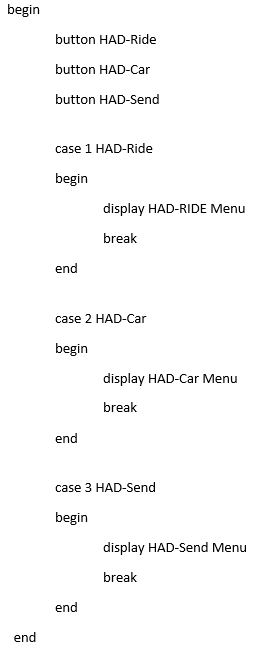 begin
button HAD-Ride
button HAD-Car
button HAD-Send
case 1 HAD-Ride
begin
display HAD-RIDE Menu
break
end
case 2 HAD-Car
begin
display HAD-Car Menu
break
end
case 3 HAD-Send
begin
display HAD-Send Menu
break
end
end